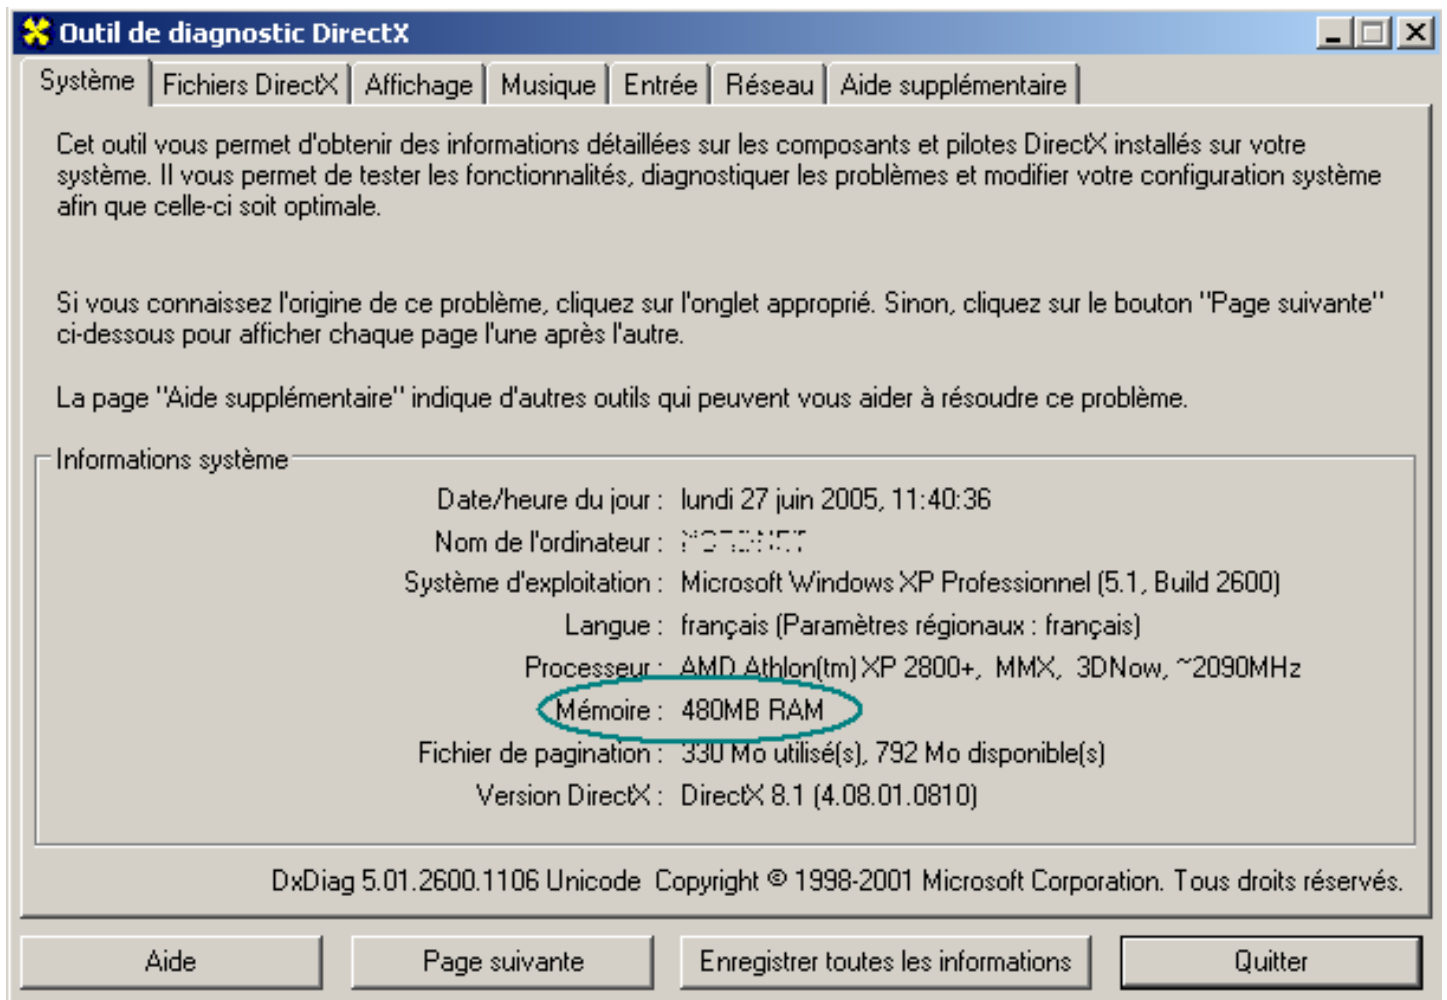 Outil de diagnostic DirectX
Système Fichiers DirectX Affichage Musique Entrée Réseau Aide supplémentaire
Cet outil vous permet d'obtenir des informations détaillées sur les composants et pilotes DirectX installés sur votre
système. Il vous permet de tester les fonctionnalités, diagnostiquer les problèmes et modifier votre configuration système
afin que celle-ci soit optimale.
Si vous connaissez l'origine de ce problème, cliquez sur l'onglet approprié. Sinon, cliquez sur le bouton "Page suivante"
ci-dessous pour afficher chaque page l'une après l'autre.
La page "Aide supplémentaire" indique d'autres outils qui peuvent vous aider à résoudre ce problème.
Informations système
Date/heure du jour : lundi 27 juin 2005, 11:40:36
Nom de l'ordinateur :
Système d'exploitation : Microsoft Windows XP Professionnel (5.1, Build 2600)
Langue : français (Paramètres régionaux : français)
Processeur : AMD Athlon(tm) XP 2800+, MMX, 3DNow, ~2090MHz
Mémoire : 480MB RAM
Fichier de pagination : 330 Mo utilisé(s), 792 Mo disponible(s)
Version DirectX : DirectX 8.1 (4.08.01.0810)
DxDiag 5.01.2600.1106 Unicode Copyright © 1998-2001 Microsoft Corporation. Tous droits réservés.
Aide Page suivante Enregistrer toutes les informations Quitter